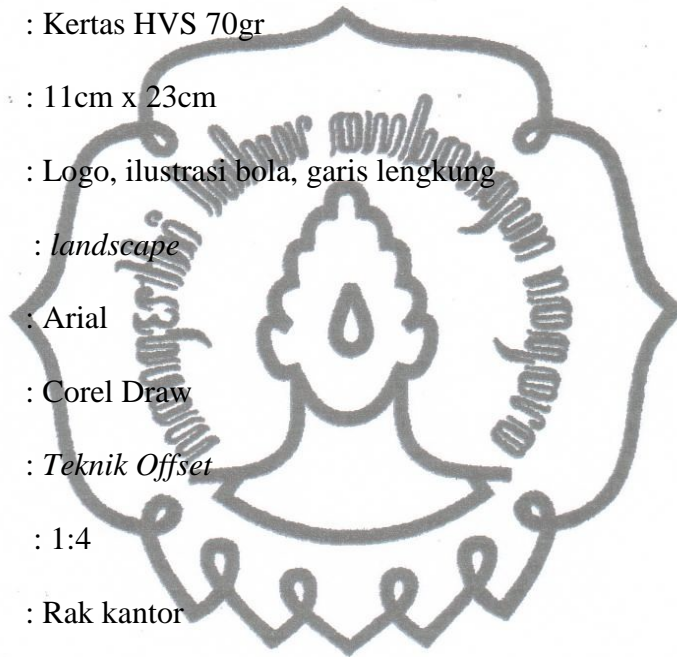 : Kertas HVS 70gr
: 11cm x 23cm
: Logo, ilustrasi bola, garis lengkung
: landscape
: Arial
: Corel Draw
: Teknik Offset
: 1:4
: Rak kantor